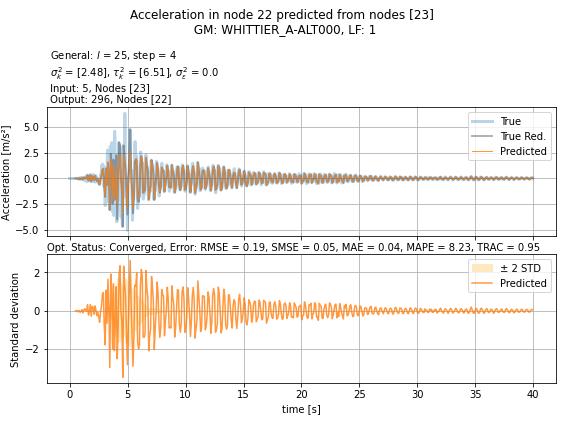 Acceleration in node 22 predicted from nodes [23]
GM: WHITTIER_A-ALT000, LF: 1
General: l = 25, step = 4
σ²ₖ = [2.48], τ²ₖ = [6.51], σ²ₑ = 0.0
Input: 5, Nodes [23]
Output: 296, Nodes [22]
Acceleration [m/s²]
5.0
2.5
0.0
−2.5
−5.0
True
True Red.
Predicted
Opt. Status: Converged, Error: RMSE = 0.19, SMSE = 0.05, MAE = 0.04, MAPE = 8.23, TRAC = 0.95
Standard deviation
2
0
−2
± 2 STD
Predicted
0 5 10 15 20 25 30 35 40
time [s]